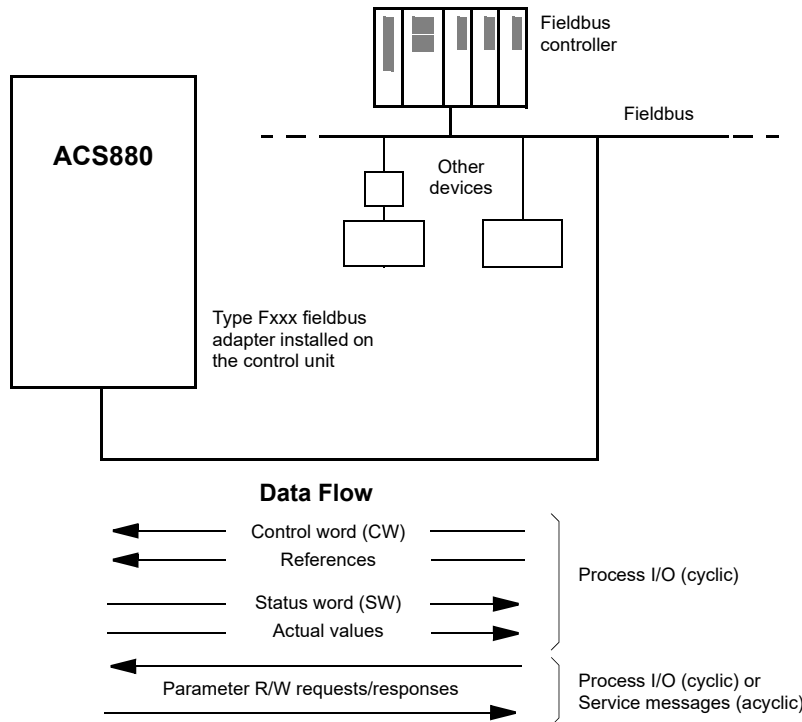 Fieldbus
controller
Fieldbus
ACS880
Other
devices
Type Fxxx fieldbus
adapter installed on
the control unit
Data Flow
Control word (CW)
References
Process I/O (cyclic)
Status word (SW)
Actual values
Parameter R/W requests/responses
Process I/O (cyclic) or
Service messages (acyclic)